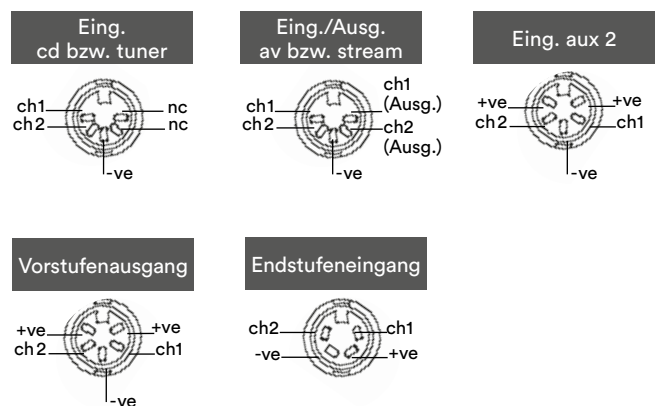 Eing.
cd bzw. tuner
ch1
nc
ch2
nc
-ve
Eing./Ausg.
av bzw. stream
ch1
ch1
(Ausg.)
ch2
ch2
(Ausg.)
-ve
Eing. aux 2
+ve
+ve
ch2
ch1
-ve
Vorstufenausgang
+ve
+ve
ch2
ch1
-ve
Endstufeneingang
ch2
ch1
-ve
+ve